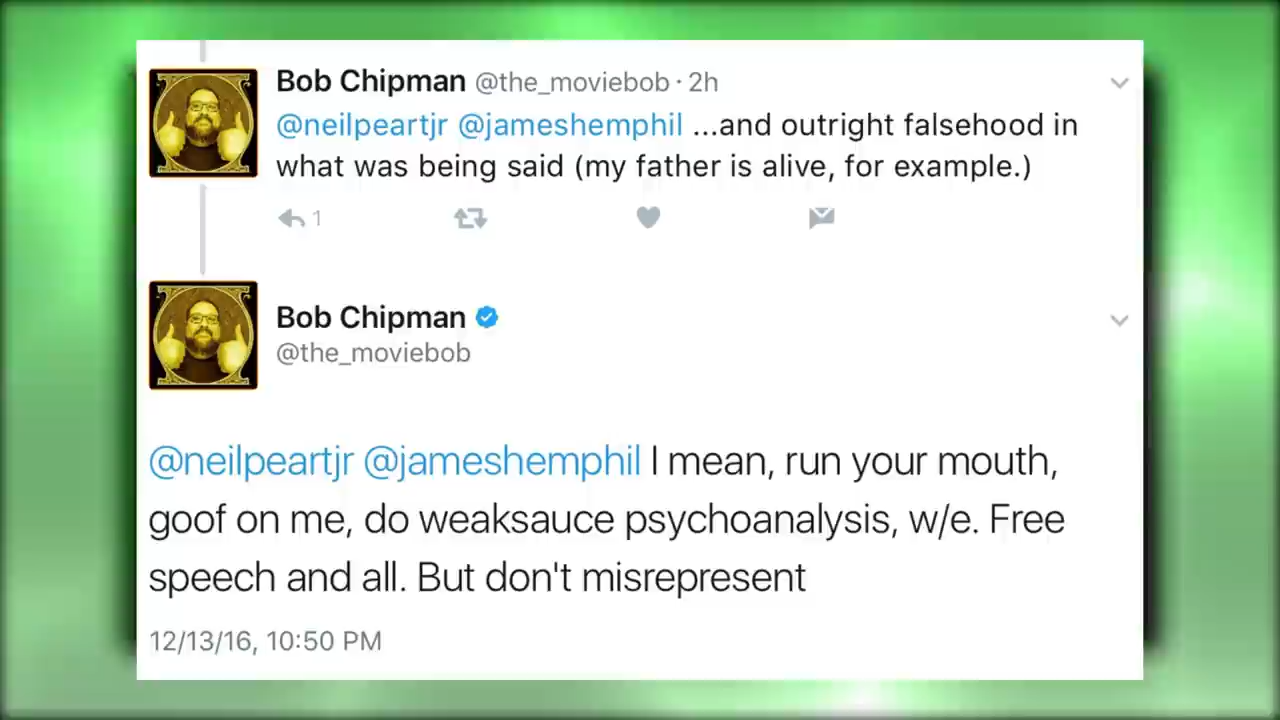 Bob Chipman @the_moviebob · 2h
@neilpeartjr @jameshemphil ...and outright falsehood in
what was being said (my father is alive, for example.)
1
Bob Chipman
@the_moviebob
@neilpeartjr @jameshemphil I mean, run your mouth,
goof on me, do weaksauce psychoanalysis, w/e. Free
speech and all. But don't misrepresent
12/13/16, 10:50 PM